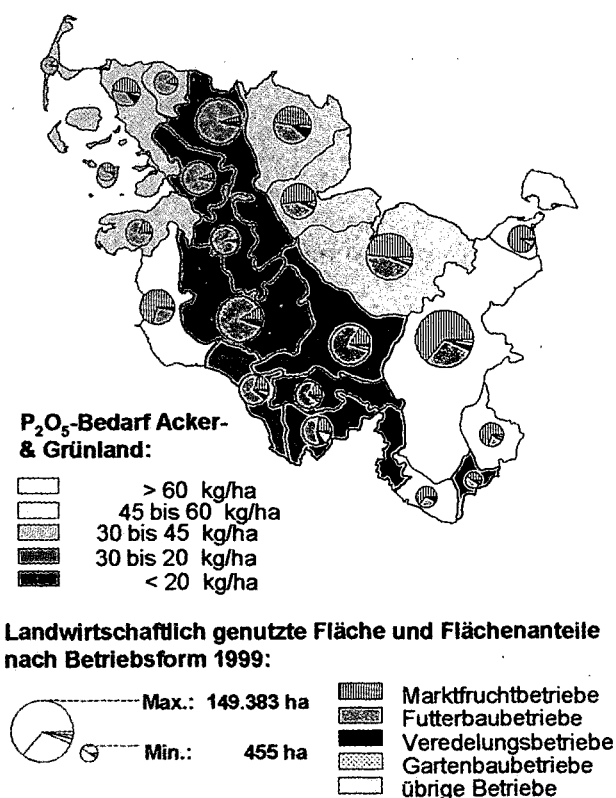 P₂O₅-Bedarf Acker-
& Grünland:
> 60 kg/ha
45 bis 60 kg/ha
30 bis 45 kg/ha
30 bis 20 kg/ha
< 20 kg/ha
Landwirtschaftlich genutzte Fläche und Flächenanteile
nach Betriebsform 1999:
Max.: 149.383 ha
Min.: 455 ha
Marktfruchtbetriebe
Futterbaubetriebe
Veredelungsbetriebe
Gartenbaubetriebe
übrige Betriebe